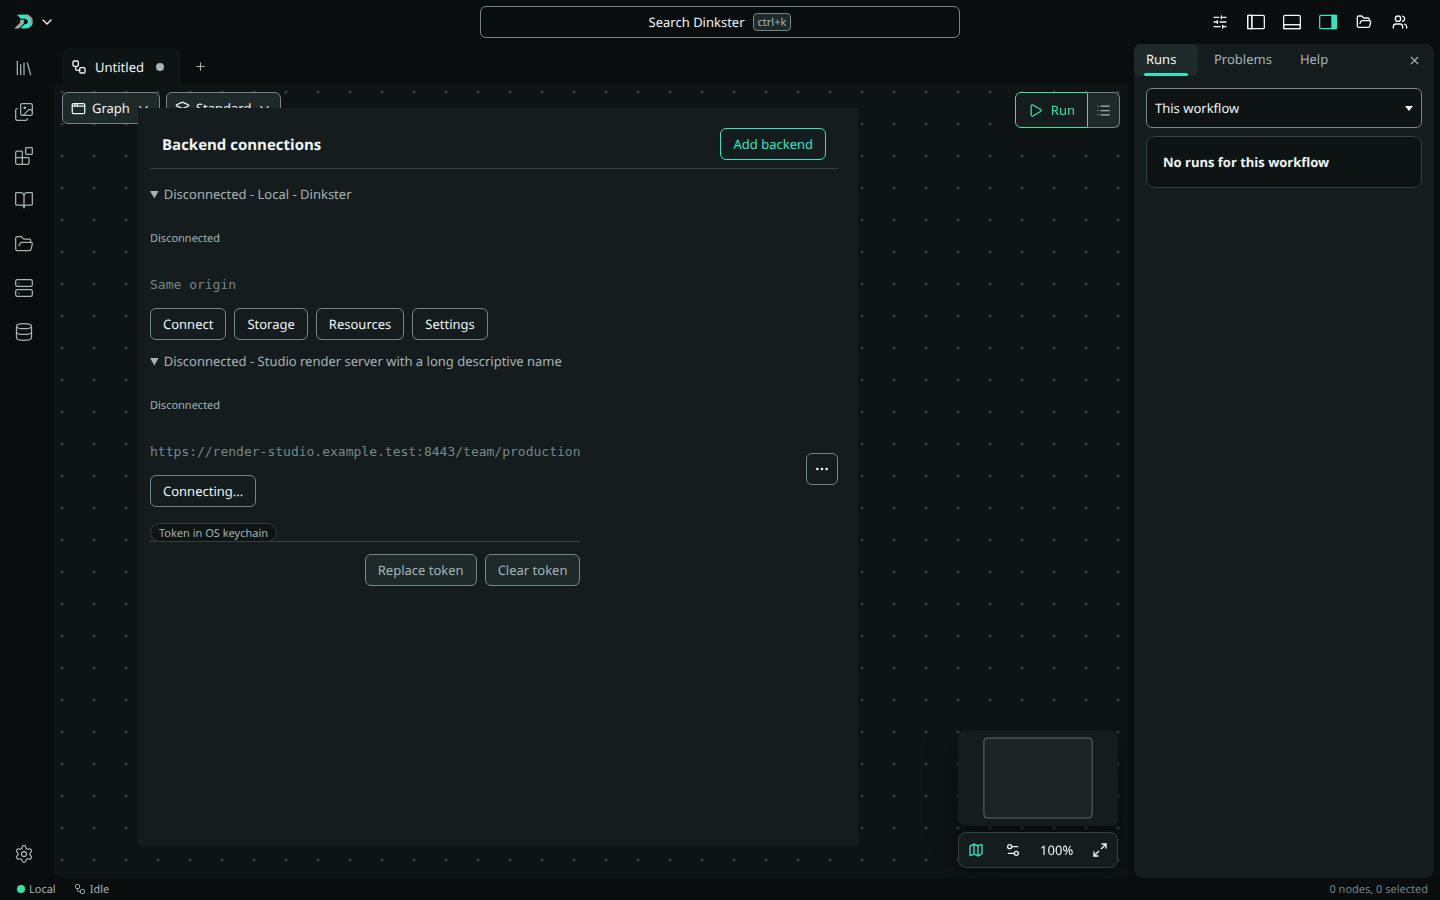 Search Dinkster ctrl+k
Untitled
Runs Problems Help
Graph Standard
Run
This workflow
No runs for this workflow
Backend connections
Add backend
Disconnected - Local - Dinkster
Disconnected
Same origin
Connect Storage Resources Settings
Disconnected - Studio render server with a long descriptive name
Disconnected
https://render-studio.example.test:8443/team/production
Connecting...
Token in OS keychain
Replace token Clear token
100%
Local Idle
0 nodes, 0 selected